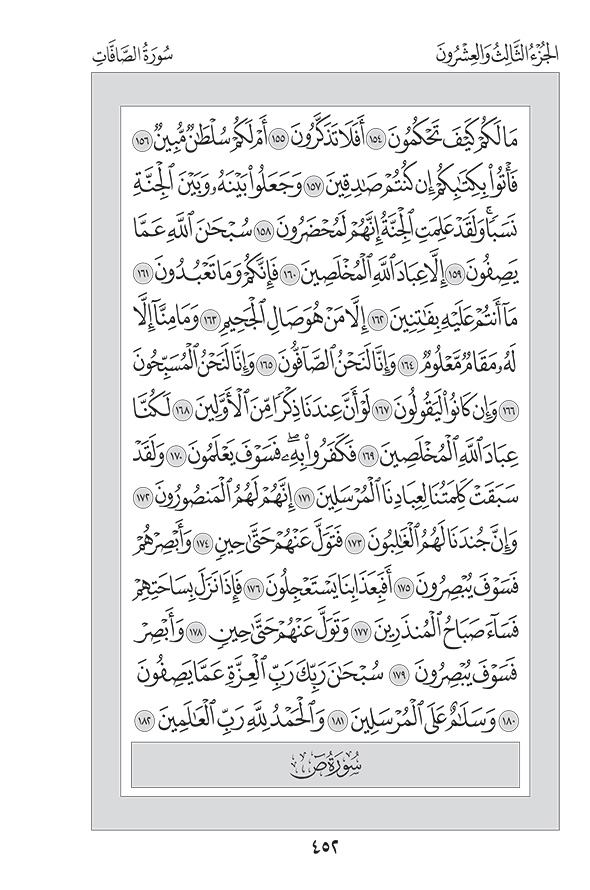 الجُزْءُ الثَّالِثُ وَالعِشْرُونَ
سُورَةُ الصَّافَّاتِ
مَا لَكُمْ كَيْفَ تَحْكُمُونَ ١٥٤ أَفَلَا تَذَكَّرُونَ ١٥٥ أَمْ لَكُمْ سُلْطَٰنٌ مُّبِينٌ ١٥٦
فَأْتُوا۟ بِكِتَٰبِكُمْ إِن كُنتُمْ صَٰدِقِينَ ١٥٧ وَجَعَلُوا۟ بَيْنَهُۥ وَبَيْنَ ٱلْجِنَّةِ
نَسَبًا ۚ وَلَقَدْ عَلِمَتِ ٱلْجِنَّةُ إِنَّهُمْ لَمُحْضَرُونَ ١٥٨ سُبْحَٰنَ ٱللَّهِ عَمَّا
يَصِفُونَ ١٥٩ إِلَّا عِبَادَ ٱللَّهِ ٱلْمُخْلَصِينَ ١٦٠ فَإِنَّكُمْ وَمَا تَعْبُدُونَ ١٦١
مَآ أَنتُمْ عَلَيْهِ بِفَٰتِنِينَ ١٦٢ إِلَّا مَنْ هُوَ صَالِ ٱلْجَحِيمِ ١٦٣ وَمَا مِنَّآ إِلَّا
لَهُۥ مَقَامٌ مَّعْلُومٌ ١٦٤ وَإِنَّا لَنَحْنُ ٱلصَّآفُّونَ ١٦٥ وَإِنَّا لَنَحْنُ ٱلْمُسَبِّحُونَ
١٦٦ وَإِن كَانُوا۟ لَيَقُولُونَ ١٦٧ لَوْ أَنَّ عِندَنَا ذِكْرًا مِّنَ ٱلْأَوَّلِينَ ١٦٨ لَكُنَّا
عِبَادَ ٱللَّهِ ٱلْمُخْلَصِينَ ١٦٩ فَكَفَرُوا۟ بِهِۦ ۖ فَسَوْفَ يَعْلَمُونَ ١٧٠ وَلَقَدْ
سَبَقَتْ كَلِمَتُنَا لِعِبَادِنَا ٱلْمُرْسَلِينَ ١٧١ إِنَّهُمْ لَهُمُ ٱلْمَنصُورُونَ ١٧٢
وَإِنَّ جُندَنَا لَهُمُ ٱلْغَٰلِبُونَ ١٧٣ فَتَوَلَّ عَنْهُمْ حَتَّىٰ حِينٍ ١٧٤ وَأَبْصِرْهُمْ
فَسَوْفَ يُبْصِرُونَ ١٧٥ أَفَبِعَذَابِنَا يَسْتَعْجِلُونَ ١٧٦ فَإِذَا نَزَلَ بِسَاحَتِهِمْ
فَسَآءَ صَبَاحُ ٱلْمُنذَرِينَ ١٧٧ وَتَوَلَّ عَنْهُمْ حَتَّىٰ حِينٍ ١٧٨ وَأَبْصِرْ
فَسَوْفَ يُبْصِرُونَ ١٧٩ سُبْحَٰنَ رَبِّكَ رَبِّ ٱلْعِزَّةِ عَمَّا يَصِفُونَ
١٨٠ وَسَلَٰمٌ عَلَى ٱلْمُرْسَلِينَ ١٨١ وَٱلْحَمْدُ لِلَّهِ رَبِّ ٱلْعَٰلَمِينَ ١٨٢
سُورَةُ صٓ
٤٥٢